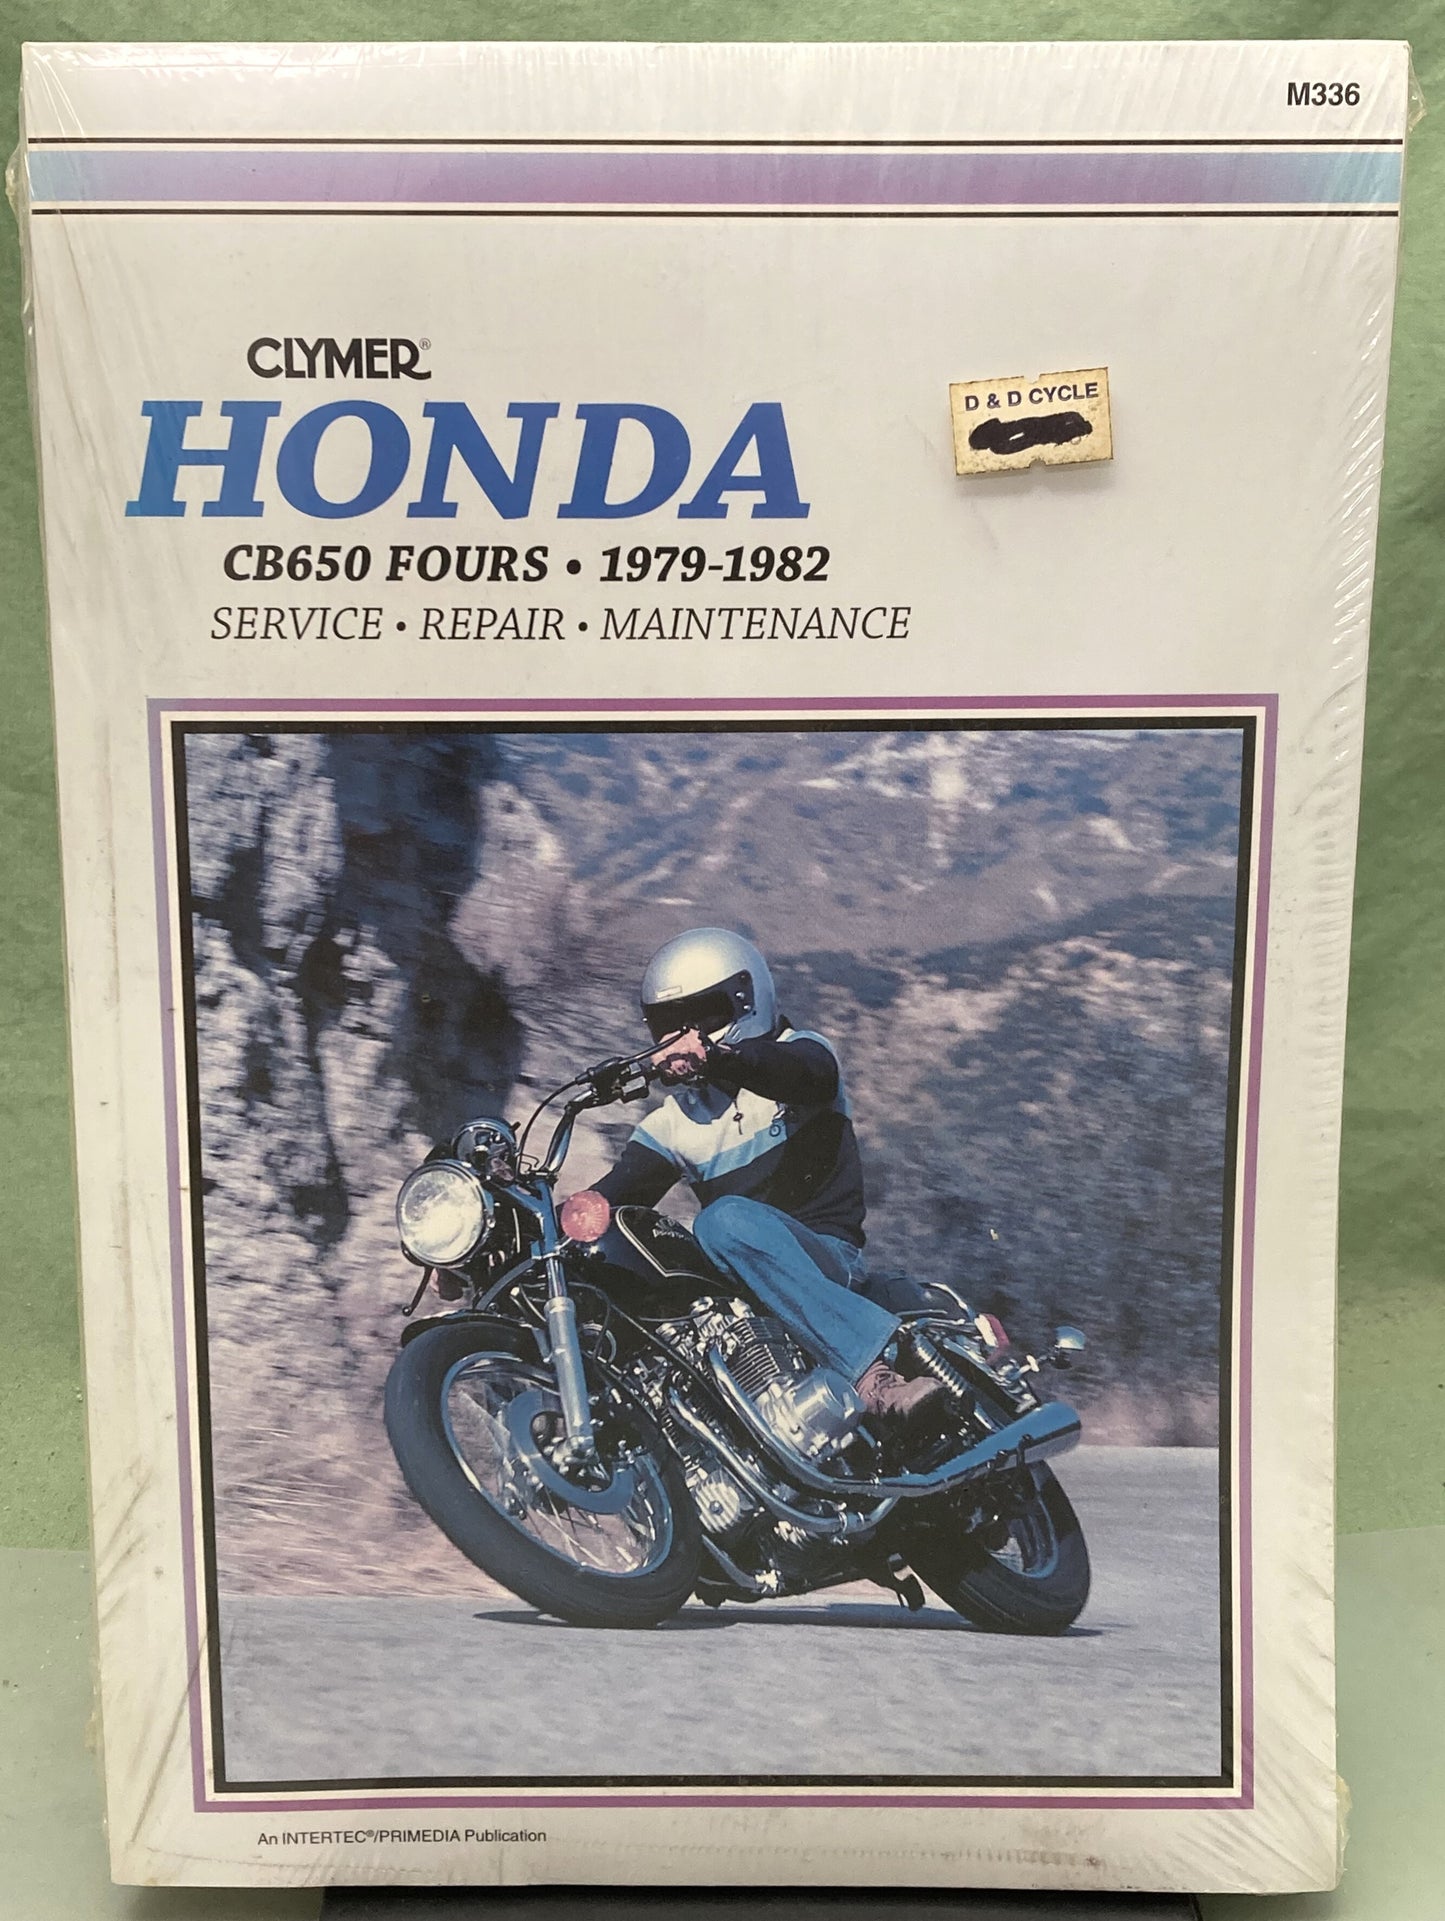 M336
CLYMER®
HONDA
D & D CYCLE
CB650 FOURS • 1979-1982
SERVICE • REPAIR • MAINTENANCE
An INTERTEC®/PRIMEDIA Publication